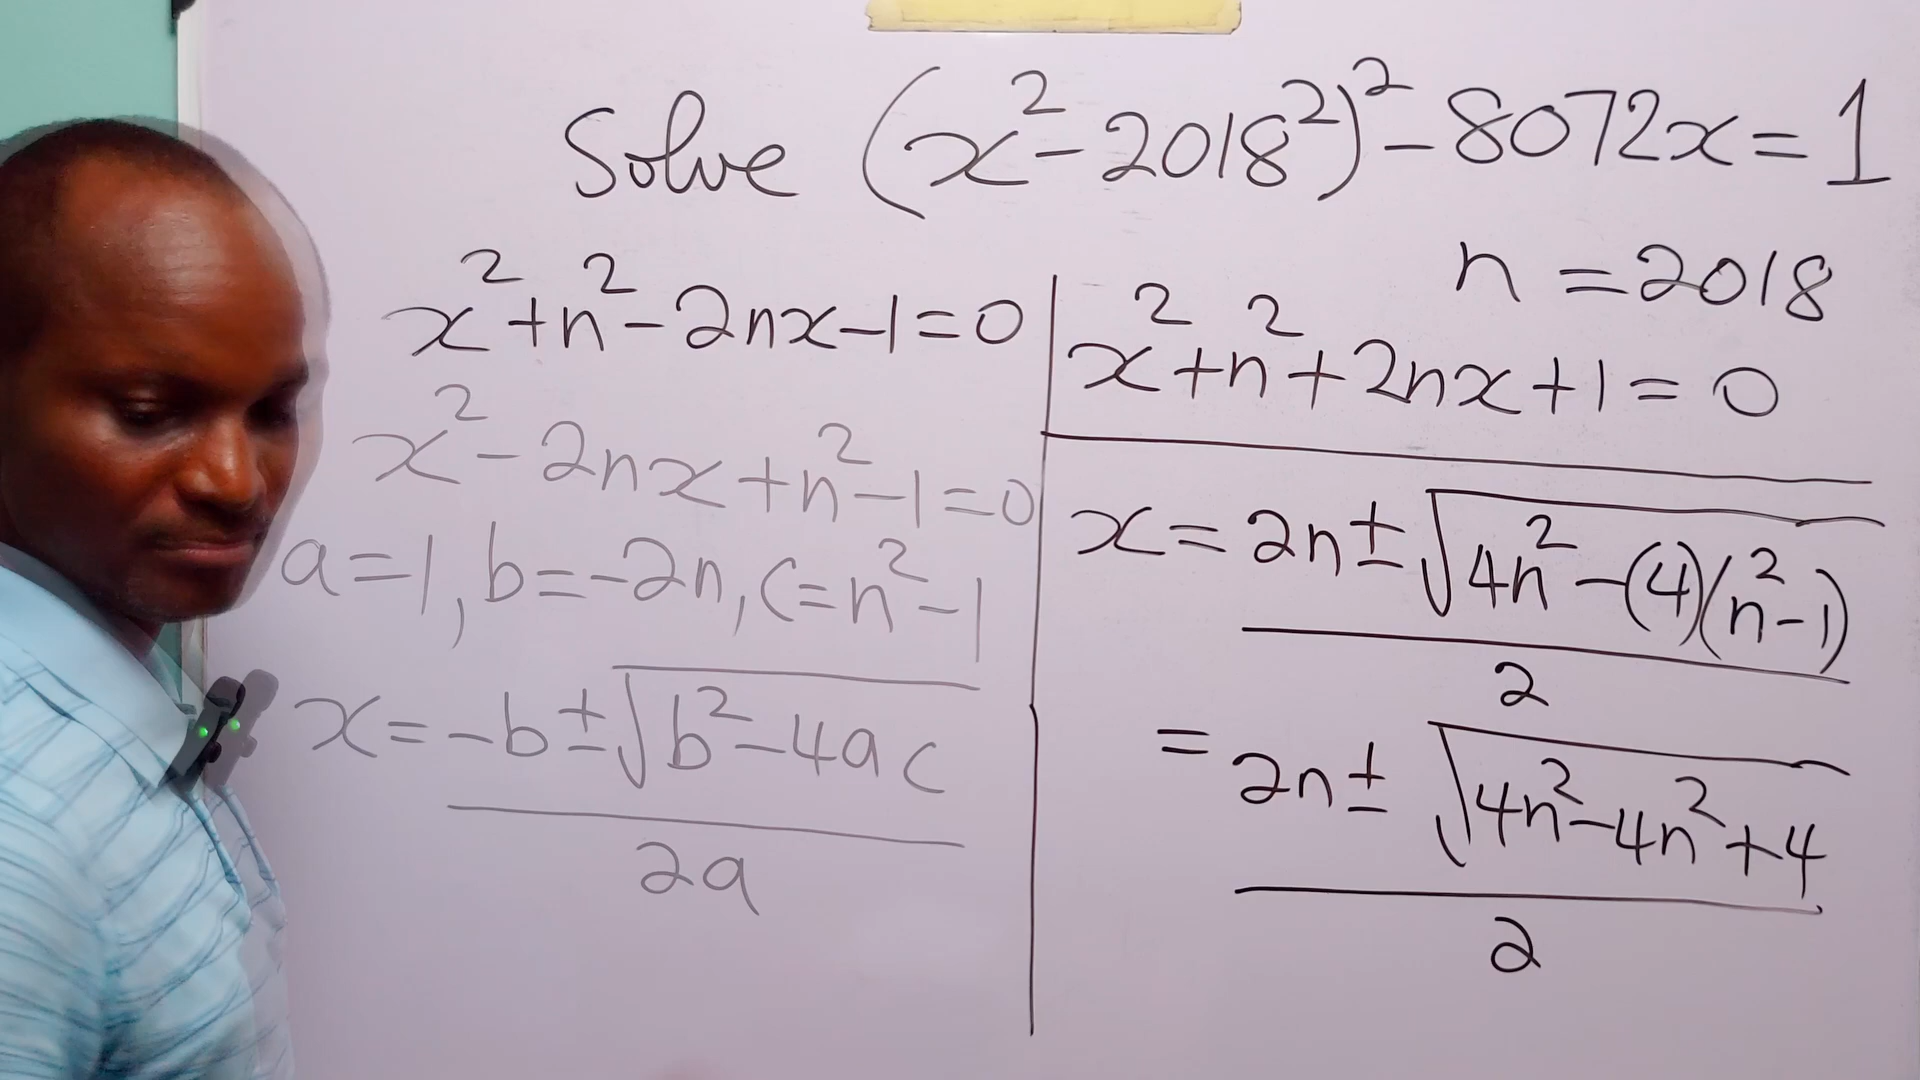 Solve (x² - 2018²)² - 8072x = 1
n = 2018
x² + n² - 2nx - 1 = 0
x² - 2nx + n² - 1 = 0
a = 1, b = -2n, c = n² - 1
x = -b ± √(b² - 4ac)
2a
x² + n² + 2nx + 1 = 0
x = 2n ± √(4n² - (4)(n² - 1))
2
= 2n ± √(4n² - 4n² + 4)
2